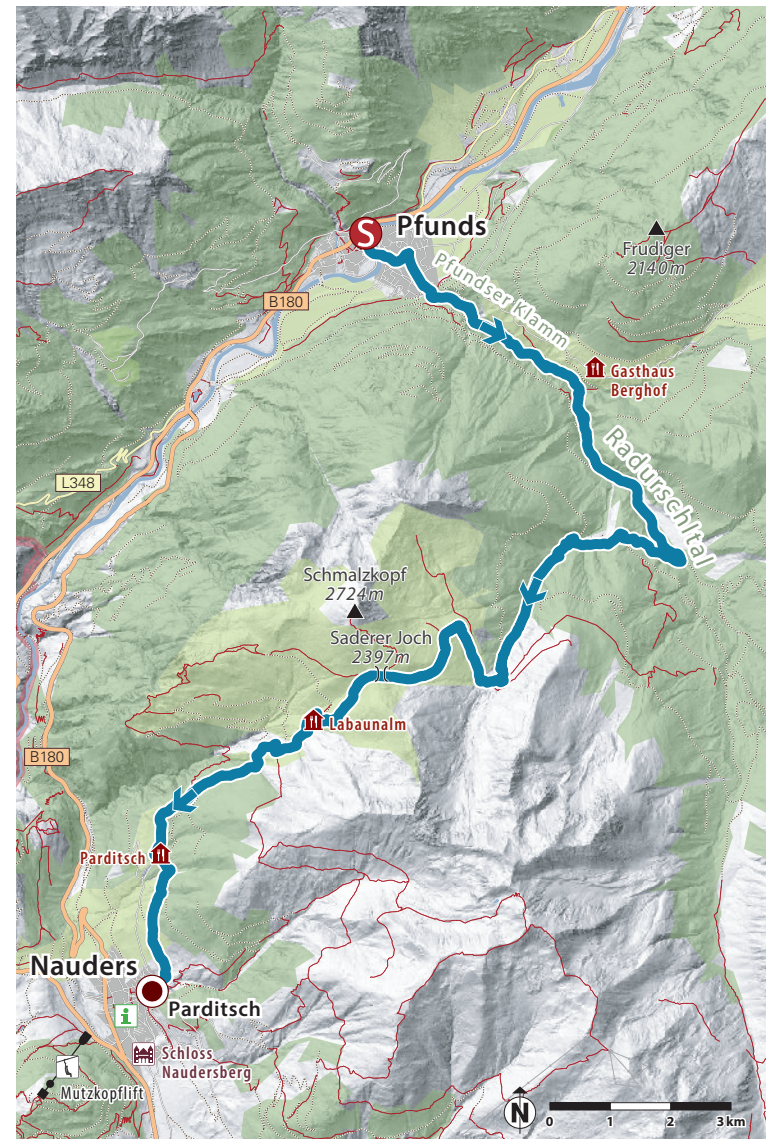 S
Pfunds
Frudiger
2140m
Pfundser Klamm
B180
Gasthaus
Berghof
Radurschltal
L348
Schmalzkopf
2724m
Saderer Joch
2397m
Labaunalm
B180
Parditsch
Nauders
Parditsch
i
Schloss
Naudersberg
Mutzkopflift
N
0 1 2 3 km